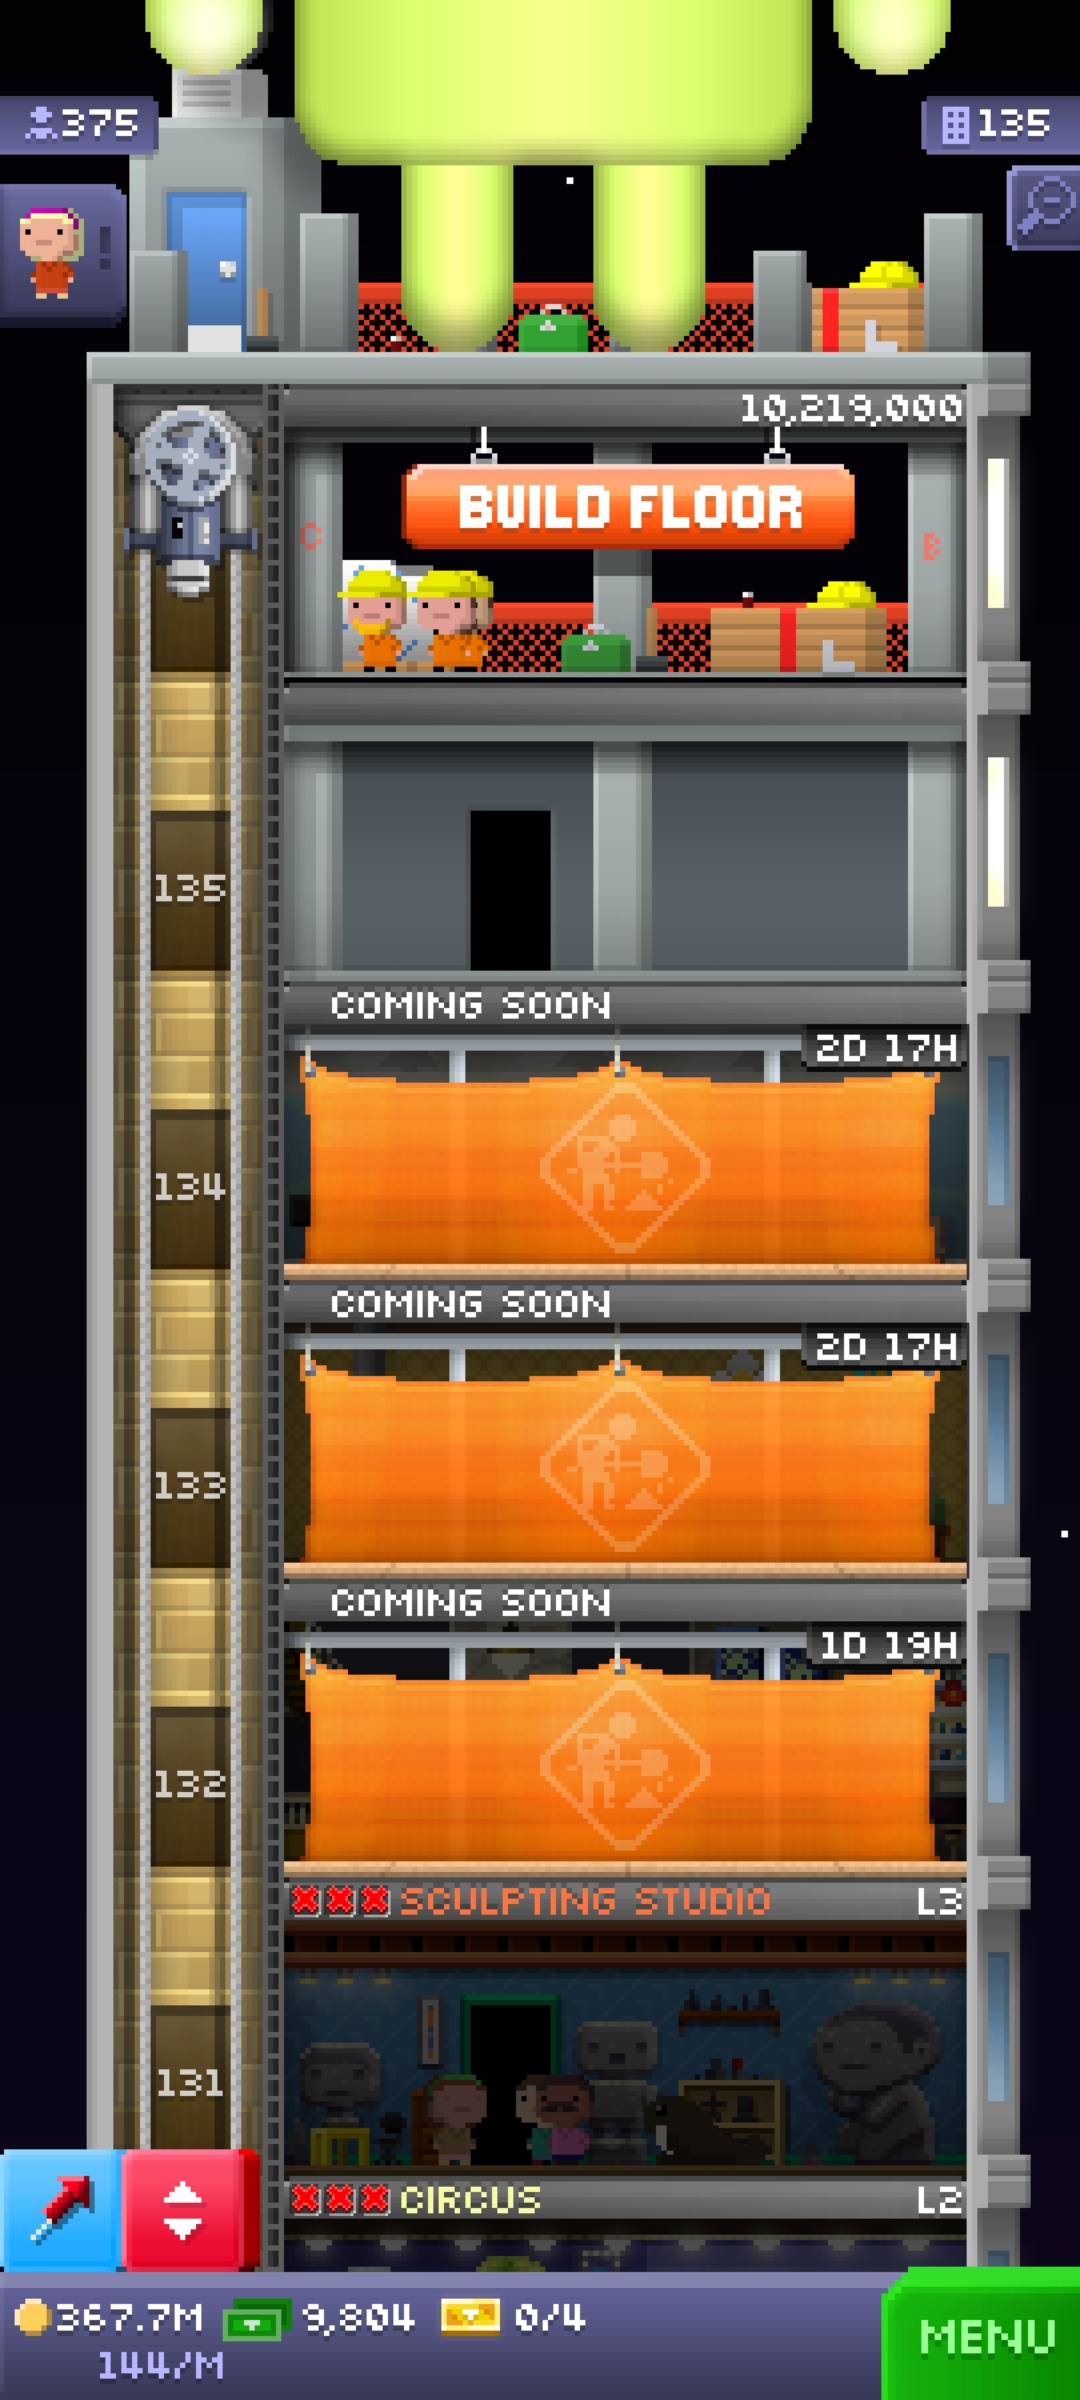 375
135
!
10,219,000
BUILD FLOOR
C
B
135
COMING SOON
2D 17H
134
COMING SOON
2D 17H
133
COMING SOON
1D 19H
132
SCULPTING STUDIO L3
131
CIRCUS L2
367.7M 9,804 0/4
144/M
MENU